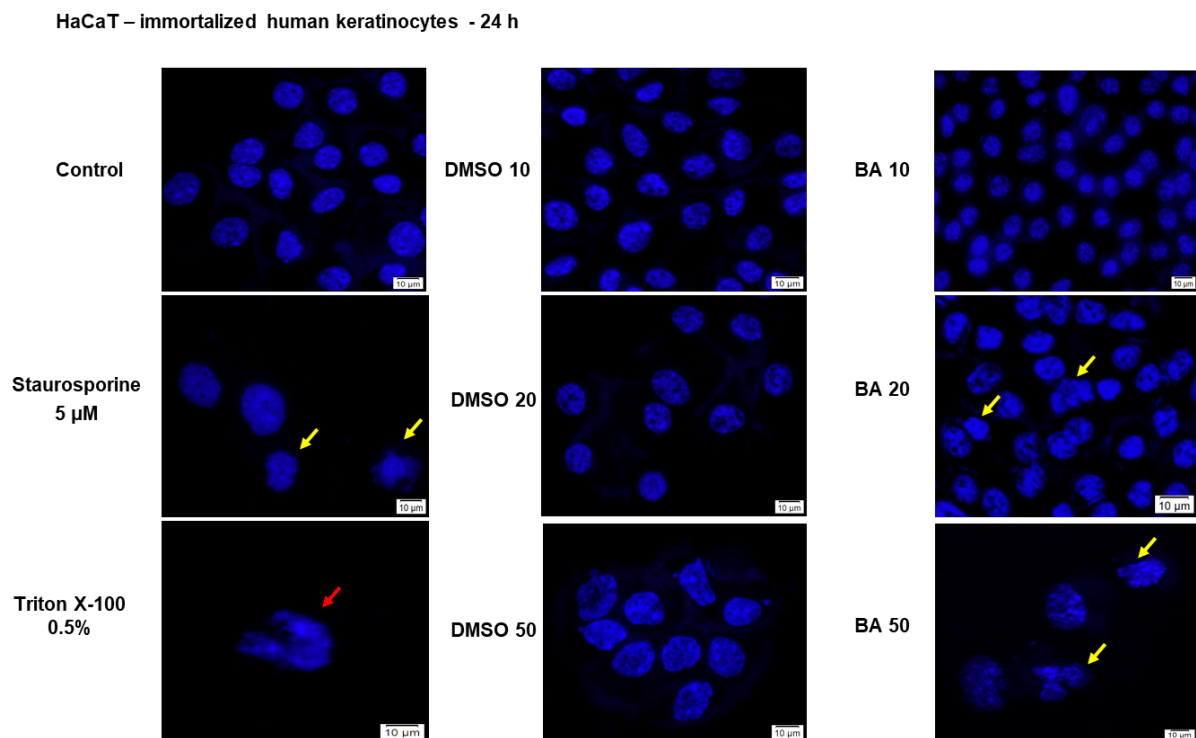 HaCaT – immortalized human keratinocytes - 24 h
Control
10 µm
DMSO 10
10 µm
BA 10
10 µm
Staurosporine
5 µM
10 µm
DMSO 20
10 µm
BA 20
10 µm
Triton X-100
0.5%
10 µm
DMSO 50
10 µm
BA 50
10 µm